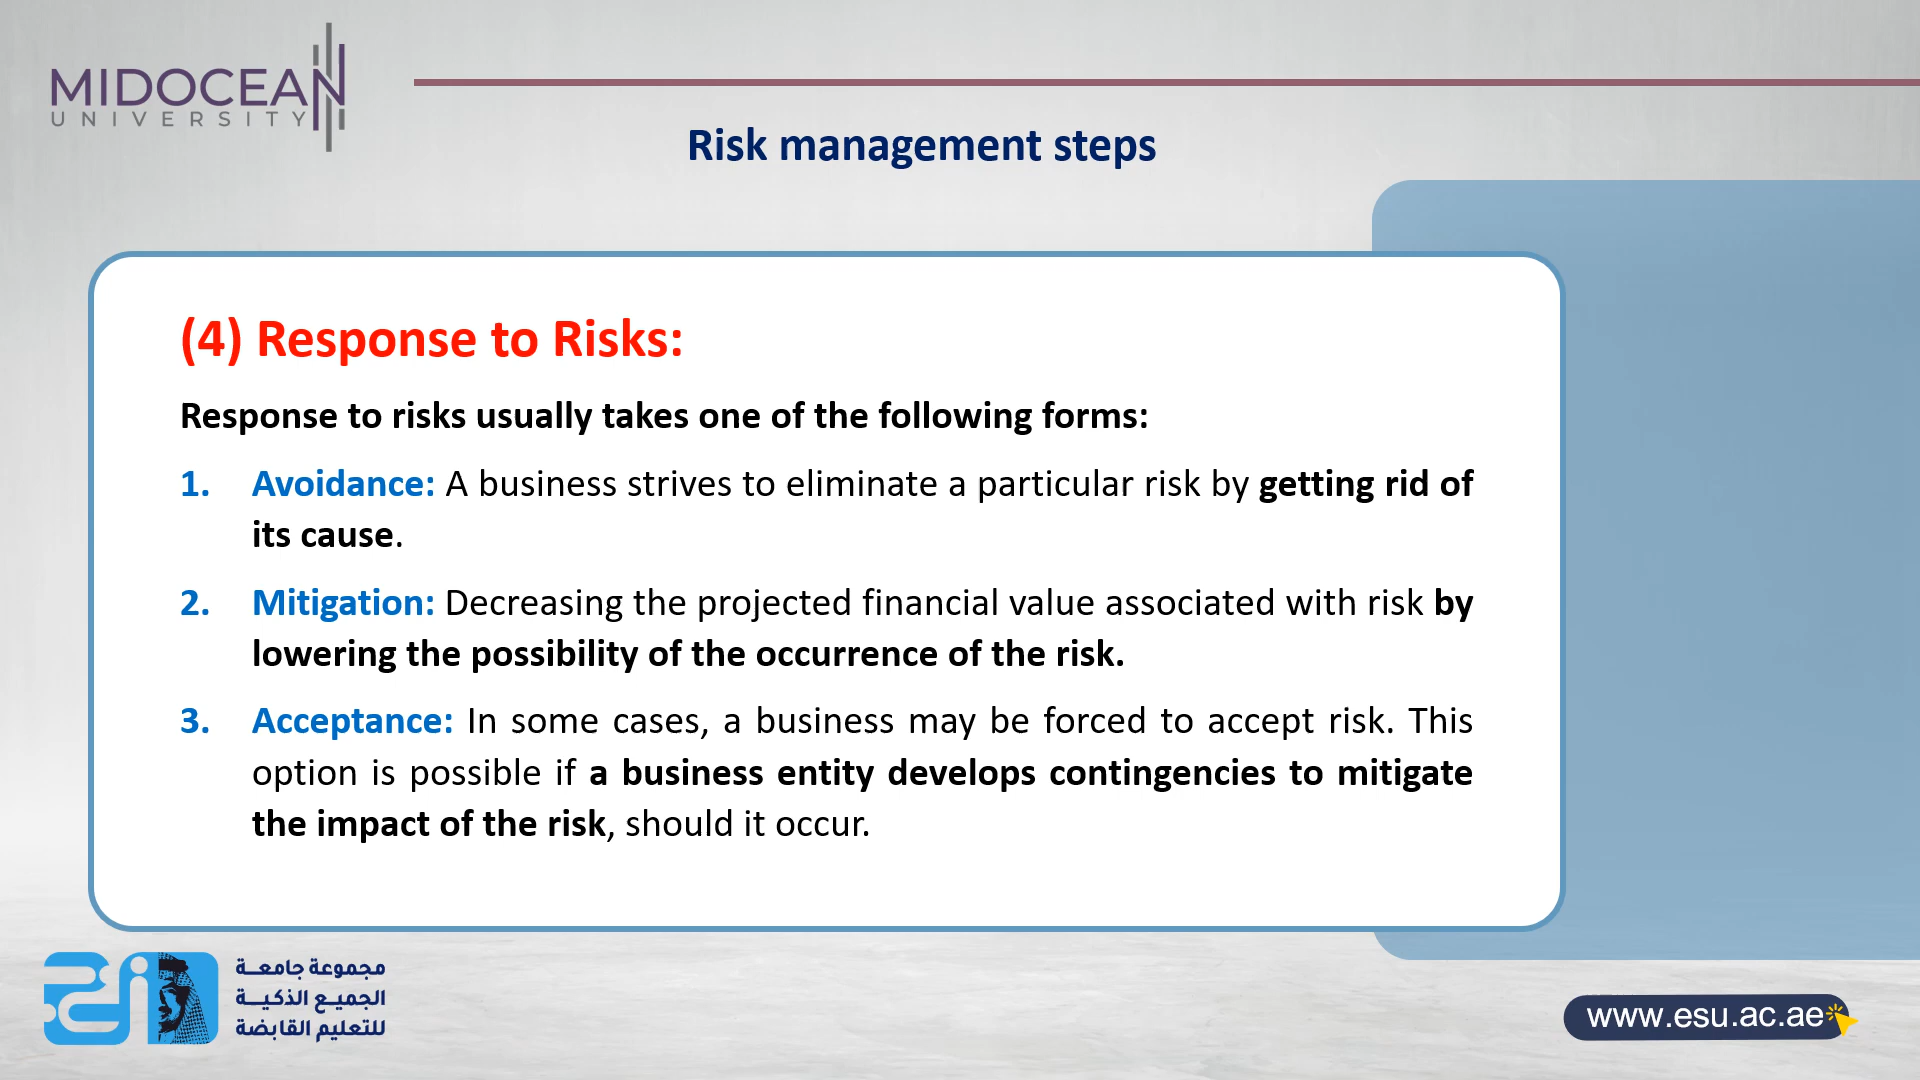 MIDOCEAN
UNIVERSITY
Risk management steps
(4) Response to Risks:
Response to risks usually takes one of the following forms:
1. Avoidance: A business strives to eliminate a particular risk by getting rid of
its cause.
2. Mitigation: Decreasing the projected financial value associated with risk by
lowering the possibility of the occurrence of the risk.
3. Acceptance: In some cases, a business may be forced to accept risk. This
option is possible if a business entity develops contingencies to mitigate
the impact of the risk, should it occur.
مجموعة جامعة
الجميع الذكية
للتعليم القابضة
www.esu.ac.ae